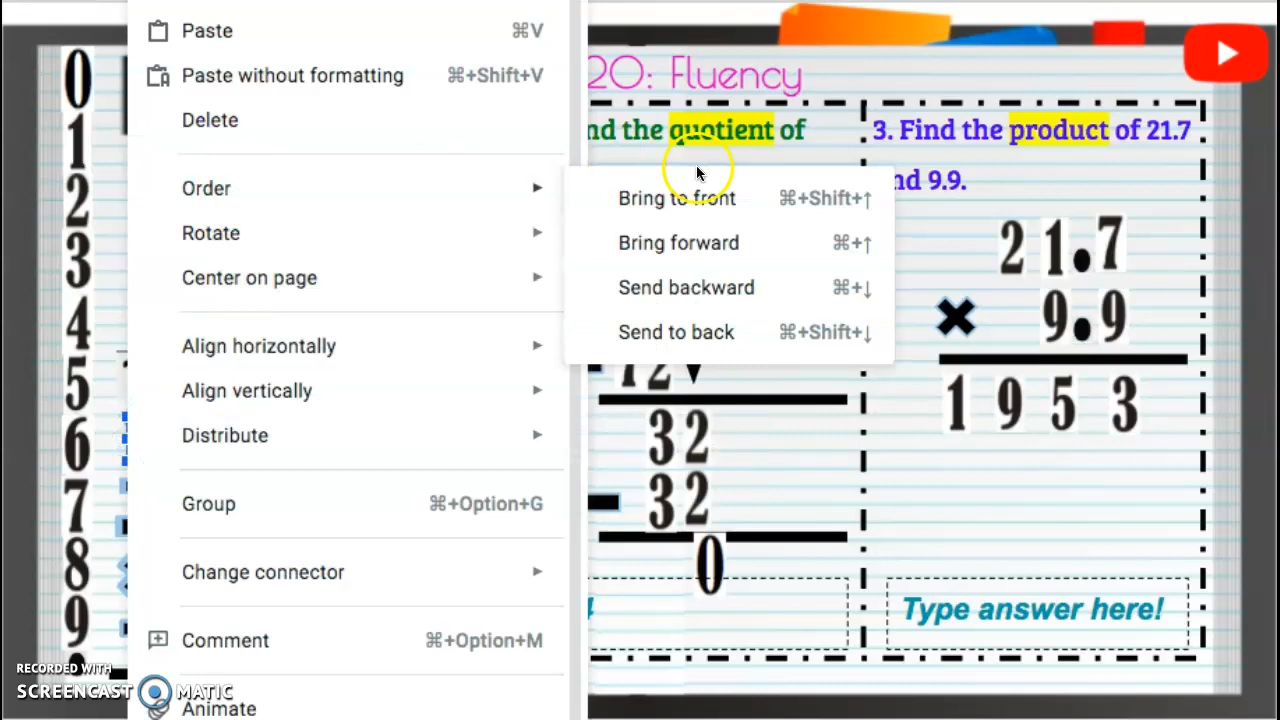 0
1
2
3
4
5
6
7
8
9
.
Paste ⌘V
Paste without formatting ⌘+Shift+V
Delete
Order
Rotate
Center on page
Align horizontally
Align vertically
Distribute
Group ⌘+Option+G
Change connector
Comment ⌘+Option+M
Animate
Bring to front ⌘+Shift+↑
Bring forward ⌘+↑
Send backward ⌘+↓
Send to back ⌘+Shift+↓
20: Fluency
nd the quotient of
72
32
- 32
0
4
3. Find the product of 21.7
nd 9.9.
21.7
× 9.9
1953
Type answer here!
RECORDED WITH
SCREENCAST MATIC